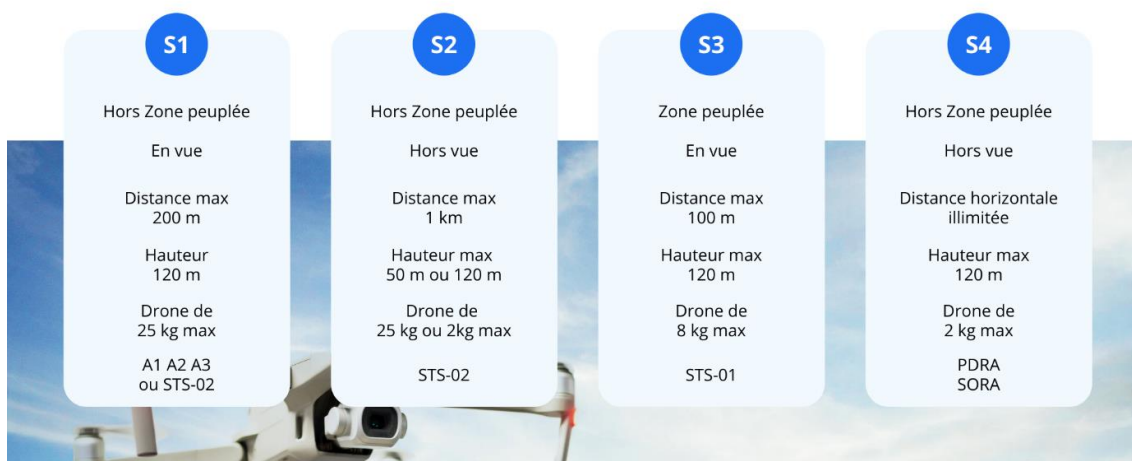 S1
Hors Zone peuplée
En vue
Distance max
200 m
Hauteur
120 m
Drone de
25 kg max
A1 A2 A3
ou STS-02
S2
Hors Zone peuplée
Hors vue
Distance max
1 km
Hauteur max
50 m ou 120 m
Drone de
25 kg ou 2kg max
STS-02
S3
Zone peuplée
En vue
Distance max
100 m
Hauteur max
120 m
Drone de
8 kg max
STS-01
S4
Hors Zone peuplée
Hors vue
Distance horizontale
illimitée
Hauteur max
120 m
Drone de
2 kg max
PDRA
SORA